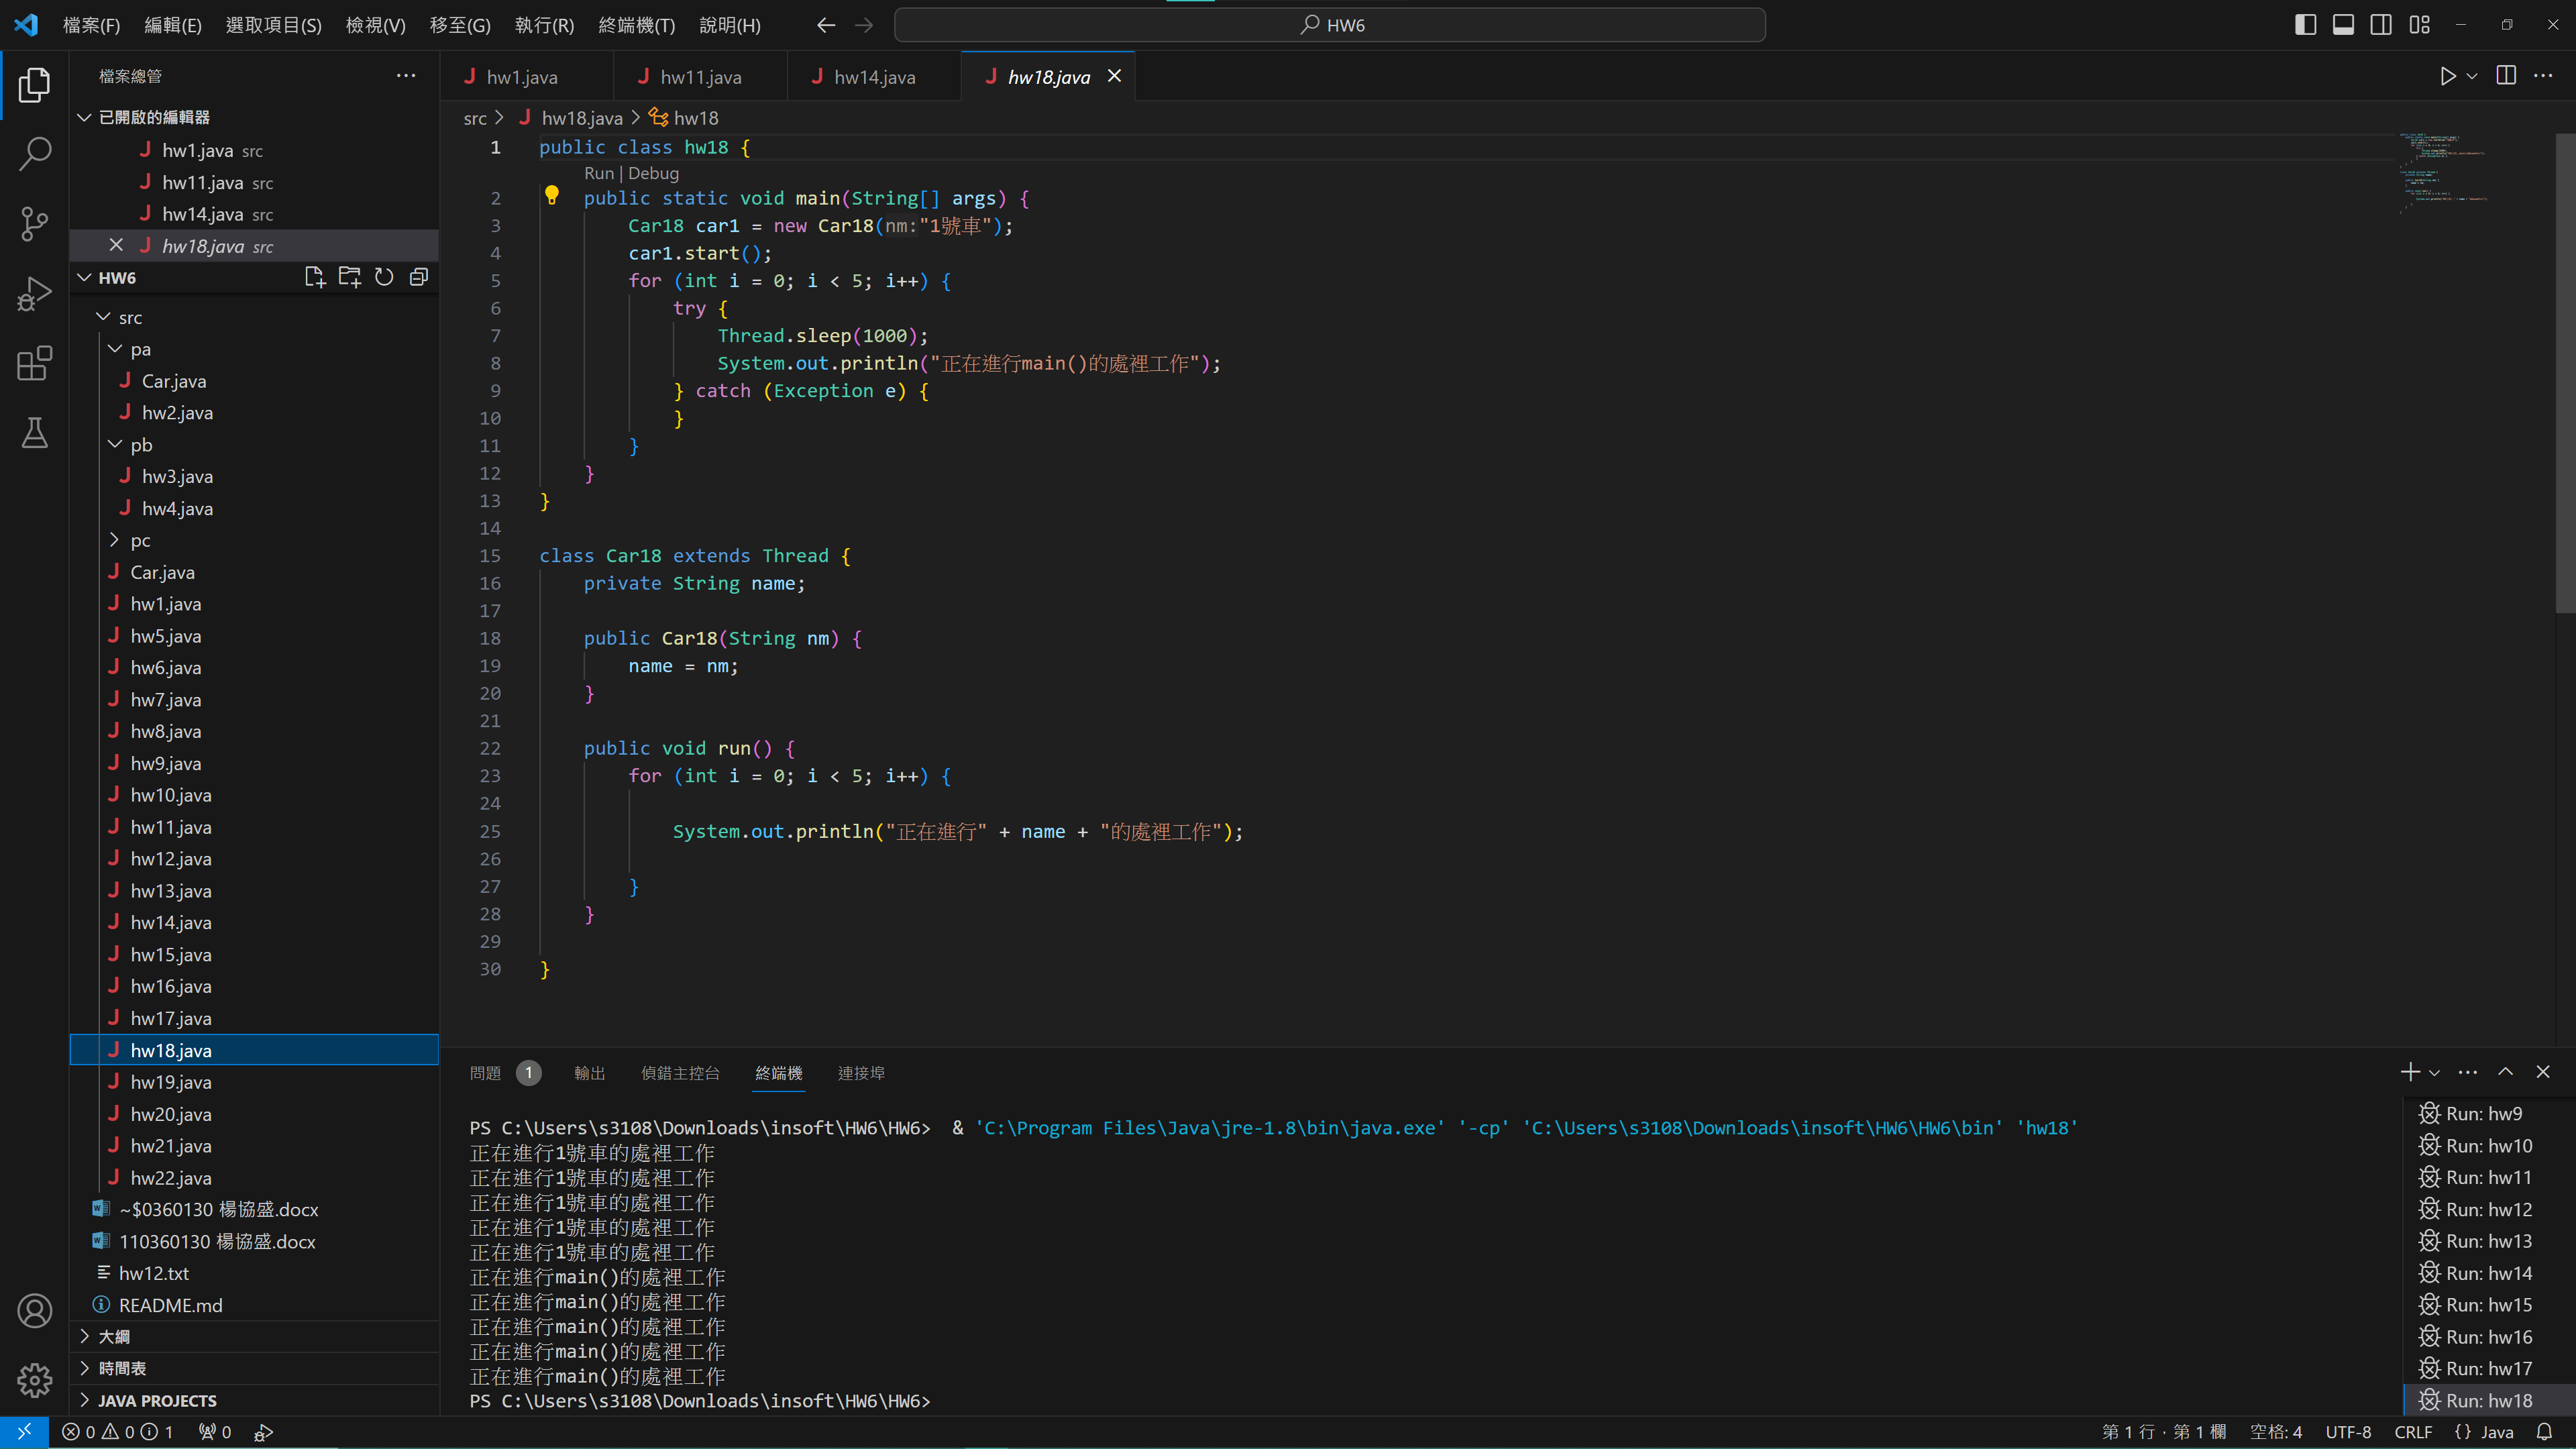 檔案(F) 編輯(E) 選取項目(S) 檢視(V) 移至(G) 執行(R) 終端機(T) 說明(H) HW6
檔案總管
已開啟的編輯器
hw1.java src
hw11.java src
hw14.java src
hw18.java src
HW6
src
pa
Car.java
hw2.java
pb
hw3.java
hw4.java
pc
Car.java
hw1.java
hw5.java
hw6.java
hw7.java
hw8.java
hw9.java
hw10.java
hw11.java
hw12.java
hw13.java
hw14.java
hw15.java
hw16.java
hw17.java
hw18.java
hw19.java
hw20.java
hw21.java
hw22.java
~$0360130 楊協盛.docx
110360130 楊協盛.docx
hw12.txt
README.md
大綱
時間表
JAVA PROJECTS
hw1.java hw11.java hw14.java hw18.java
src > hw18.java > hw18
1 public class hw18 {
Run | Debug
2 public static void main(String[] args) {
3 Car18 car1 = new Car18(nm:"1號車");
4 car1.start();
5 for (int i = 0; i < 5; i++) {
6 try {
7 Thread.sleep(1000);
8 System.out.println("正在進行main()的處裡工作");
9 } catch (Exception e) {
10 }
11 }
12 }
13 }
14
15 class Car18 extends Thread {
16 private String name;
17
18 public Car18(String nm) {
19 name = nm;
20 }
21
22 public void run() {
23 for (int i = 0; i < 5; i++) {
24
25 System.out.println("正在進行" + name + "的處裡工作");
26
27 }
28 }
29
30 }
問題 1 輸出 偵錯主控台 終端機 連接埠
PS C:\Users\s3108\Downloads\insoft\HW6\HW6> & 'C:\Program Files\Java\jre-1.8\bin\java.exe' '-cp' 'C:\Users\s3108\Downloads\insoft\HW6\HW6\bin' 'hw18'
正在進行1號車的處裡工作
正在進行1號車的處裡工作
正在進行1號車的處裡工作
正在進行1號車的處裡工作
正在進行1號車的處裡工作
正在進行main()的處裡工作
正在進行main()的處裡工作
正在進行main()的處裡工作
正在進行main()的處裡工作
正在進行main()的處裡工作
PS C:\Users\s3108\Downloads\insoft\HW6\HW6>
Run: hw9
Run: hw10
Run: hw11
Run: hw12
Run: hw13
Run: hw14
Run: hw15
Run: hw16
Run: hw17
Run: hw18
0 0 1 0 第 1 行，第 1 欄 空格: 4 UTF-8 CRLF {} Java